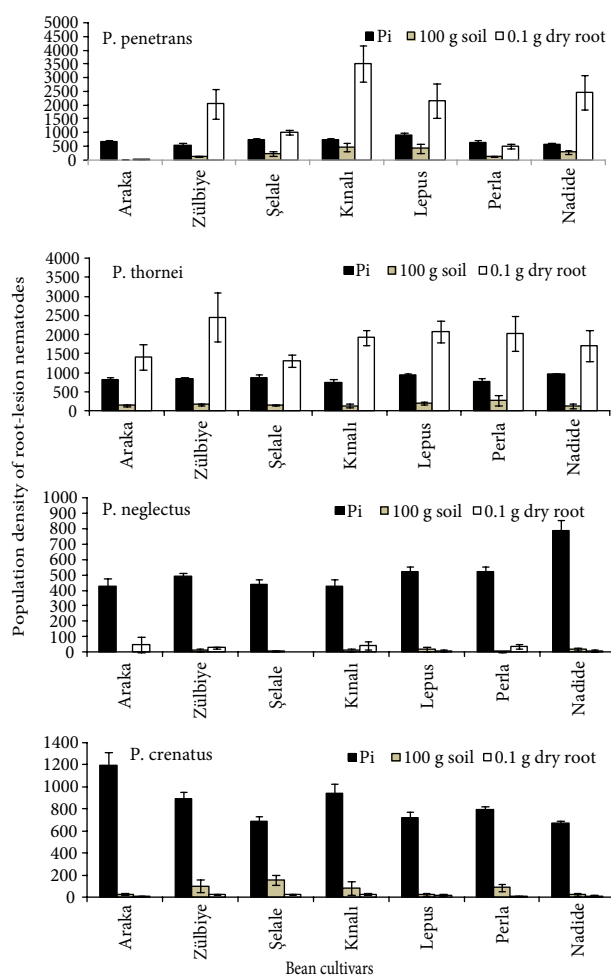 P. penetrans
Pi 100 g soil 0.1 g dry root
5000
4500
4000
3500
3000
2500
2000
1500
1000
500
0
Araka Zülbiye Şelale Kınalı Lepus Perla Nadide
P. thornei
Pi 100 g soil 0.1 g dry root
4000
3500
3000
2500
2000
1500
1000
500
0
Araka Zülbiye Şelale Kınalı Lepus Perla Nadide
Population density of root-lesion nematodes
P. neglectus
Pi 100 g soil 0.1 g dry root
1000
900
800
700
600
500
400
300
200
100
0
Araka Zülbiye Şelale Kınalı Lepus Perla Nadide
P. crenatus
Pi 100 g soil 0.1 g dry root
1400
1200
1000
800
600
400
200
0
Araka Zülbiye Şelale Kınalı Lepus Perla Nadide
Bean cultivars